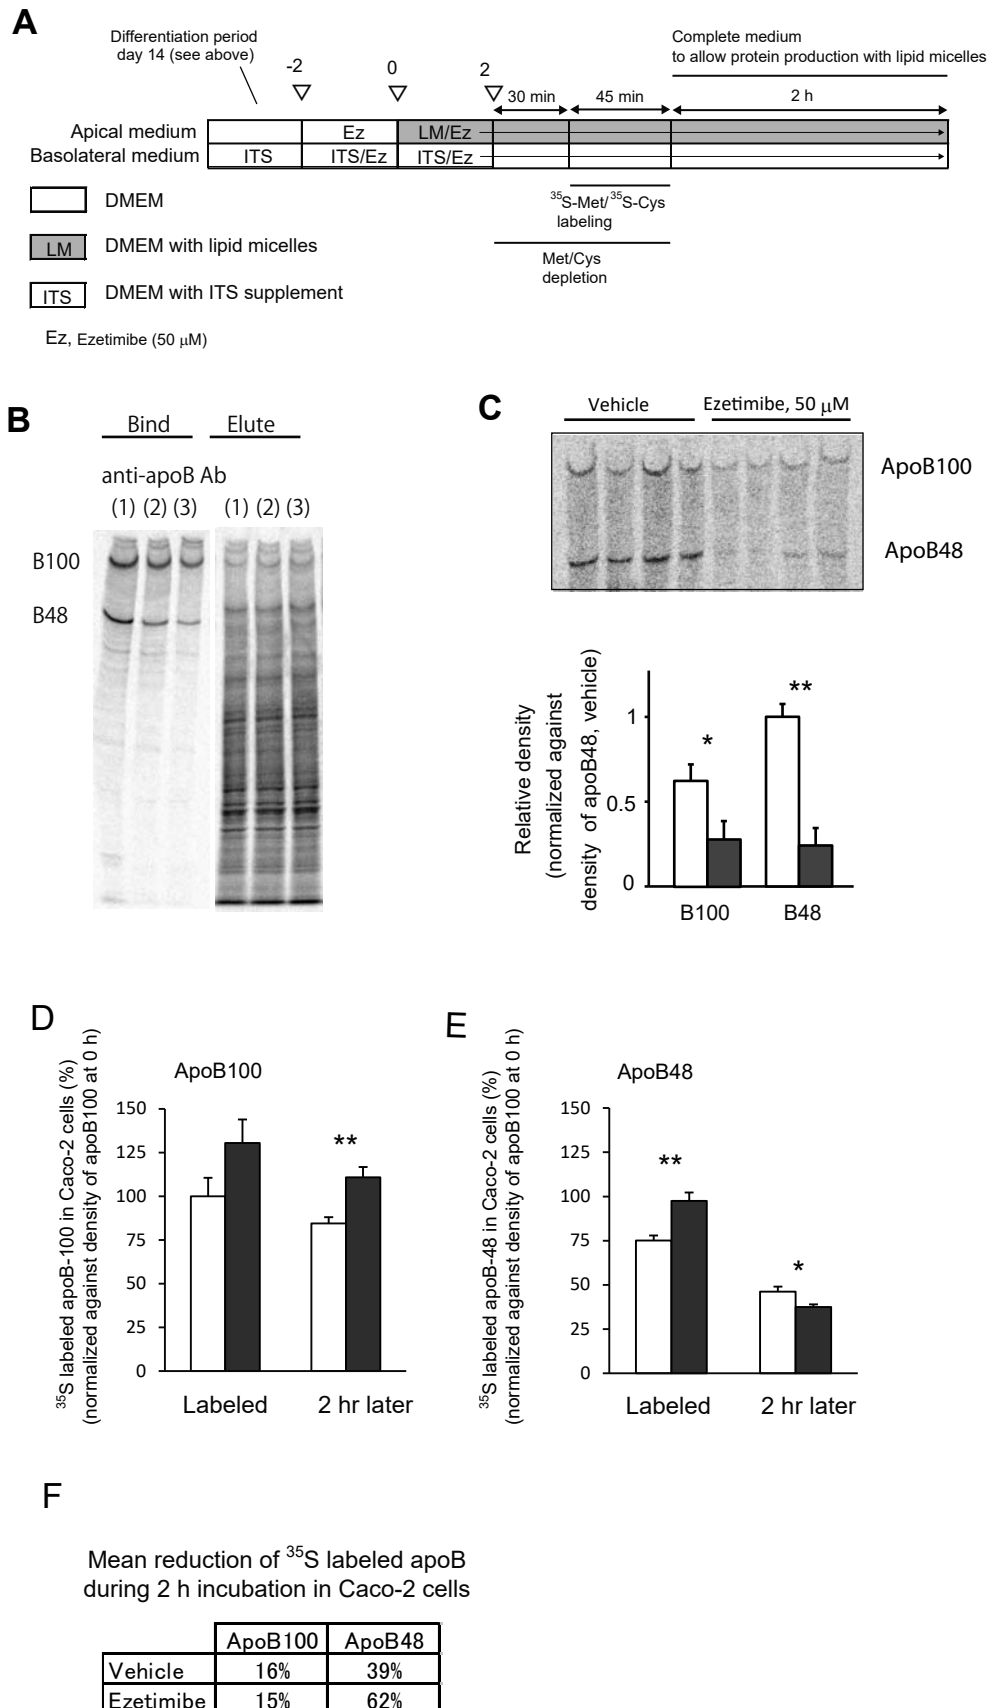 A
Differentiation period
day 14 (see above)
-2
0
2
Complete medium
to allow protein production with lipid micelles
30 min
45 min
2 h
Apical medium
Ez
LM/Ez
Basolateral medium
ITS
ITS/Ez
ITS/Ez
DMEM
LM
DMEM with lipid micelles
ITS
DMEM with ITS supplement
Ez, Ezetimibe (50 μM)
35S-Met/35S-Cys
labeling
Met/Cys
depletion
B
Bind
Elute
anti-apoB Ab
(1) (2) (3)
(1) (2) (3)
B100
B48
C
Vehicle
Ezetimibe, 50 μM
ApoB100
ApoB48
Relative density
(normalized against
density of apoB48, vehicle)
1
0.5
0
*
**
B100
B48
D
ApoB100
35S labeled apoB-100 in Caco-2 cells (%)
(normalized against density of apoB100 at 0 h)
150
125
100
75
50
25
0
**
Labeled
2 hr later
E
ApoB48
35S labeled apoB-48 in Caco-2 cells (%)
(normalized against density of apoB100 at 0 h)
150
125
100
75
50
25
0
**
*
Labeled
2 hr later
F
Mean reduction of 35S labeled apoB
during 2 h incubation in Caco-2 cells
ApoB100 ApoB48
Vehicle 16% 39%
Ezetimibe 15% 62%